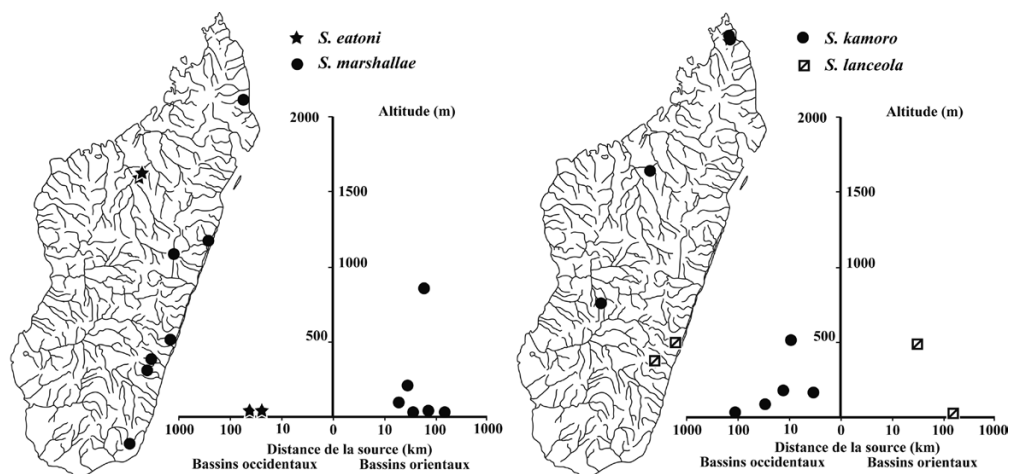 S. eatoni
S. marshallae
Altitude (m)
2000
1500
1000
500
1000 100 10 0 10 100 1000
Distance de la source (km)
Bassins occidentaux Bassins orientaux
S. kamoro
S. lanceola
Altitude (m)
2000
1500
1000
500
1000 100 10 0 10 100 1000
Distance de la source (km)
Bassins occidentaux Bassins orientaux